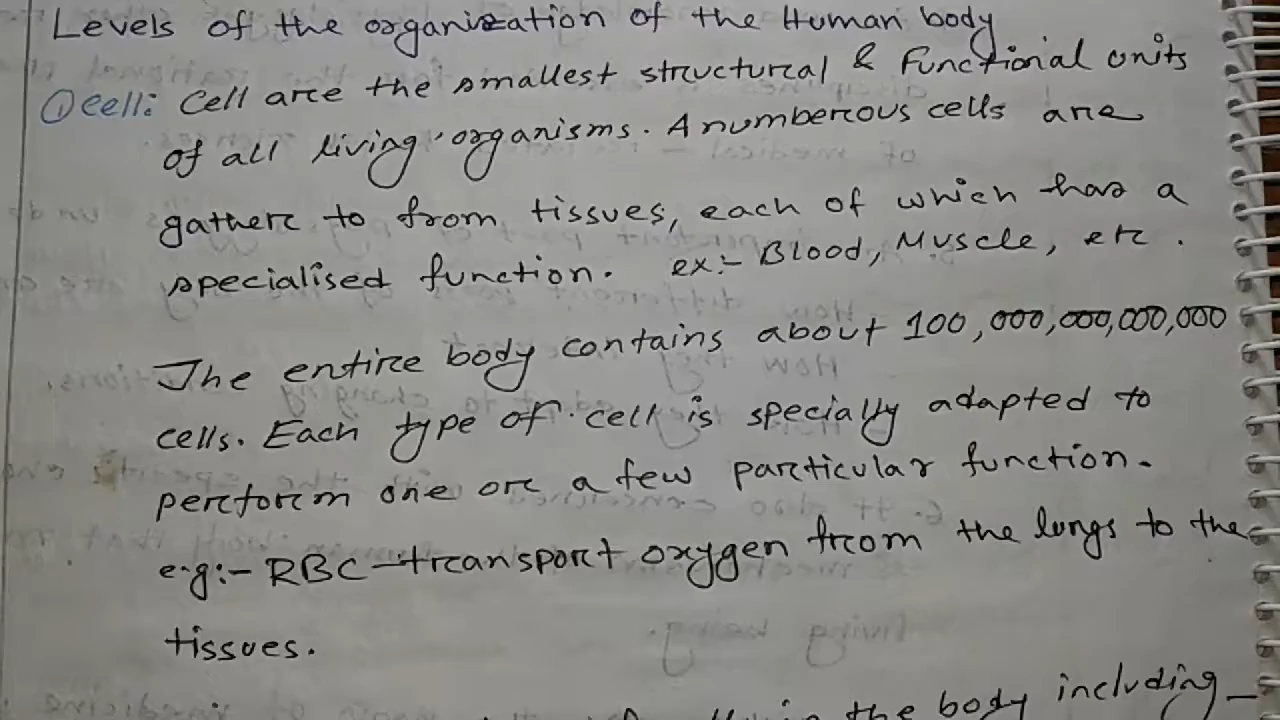 Levels of the organization of the Human body
① Cell: Cell are the smallest structural & Functional units
of all living organisms. A numberous cells are
gather to from tissues, each of which has a
specialised function. ex:- Blood, Muscle, etc.
The entire body contains about 100,000,000,000,000
cells. Each type of cell is specially adapted to
perform one or a few particular function.
e.g:- RBC - transport oxygen from the lungs to the
tissues.
in the body including